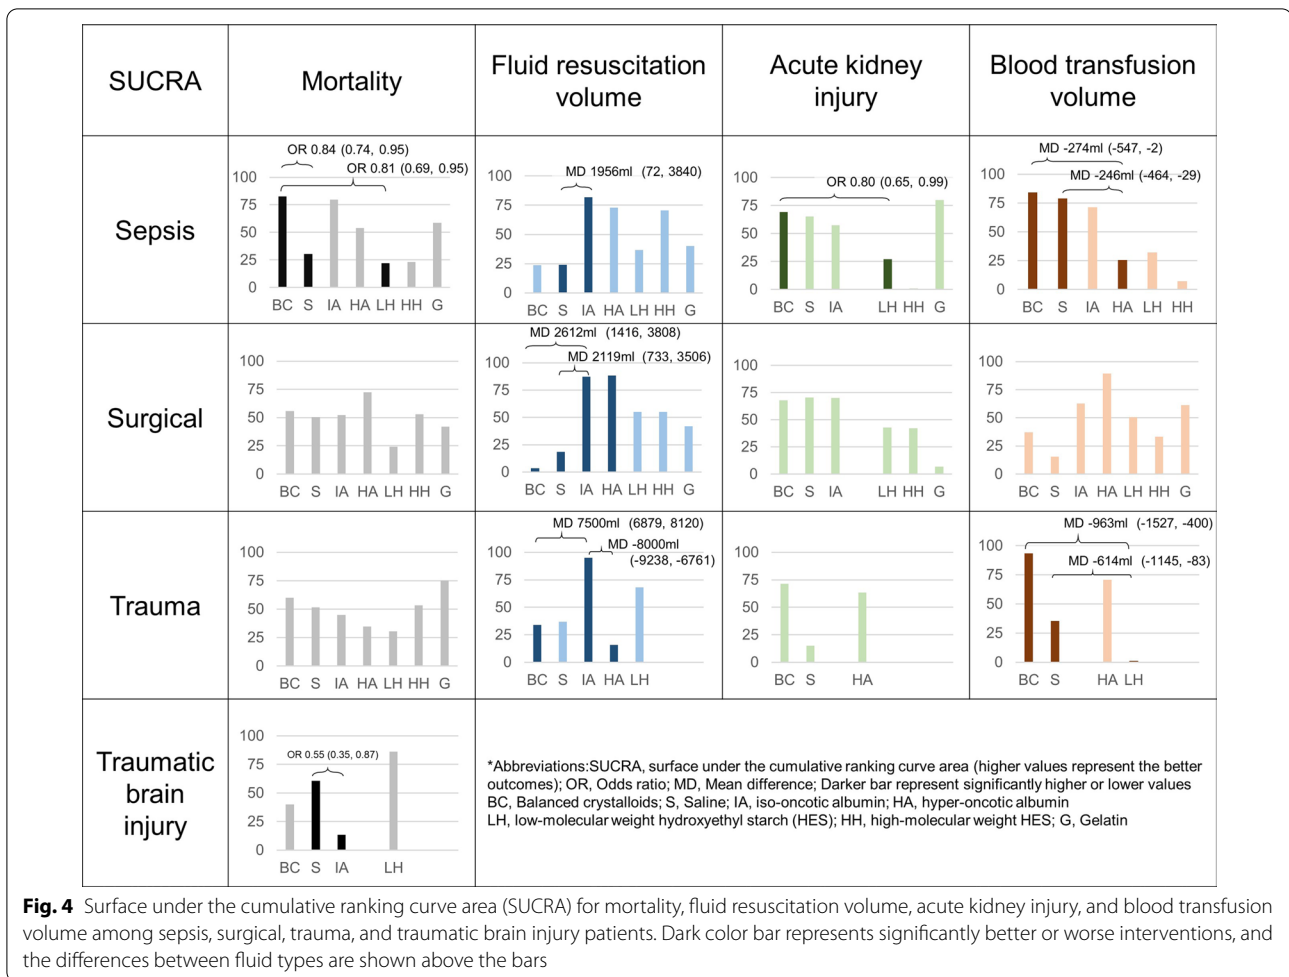 SUCRA
Mortality
Fluid resuscitation
volume
Acute kidney
injury
Blood transfusion
volume
Sepsis
OR 0.84 (0.74, 0.95)
OR 0.81 (0.69, 0.95)
100
75
50
25
0
BC S IA HA LH HH G
MD 1956ml (72, 3840)
100
75
50
25
0
BC S IA HA LH HH G
OR 0.80 (0.65, 0.99)
100
75
50
25
0
BC S IA LH HH G
MD -274ml (-547, -2)
MD -246ml (-464, -29)
100
75
50
25
0
BC S IA HA LH HH
Surgical
100
75
50
25
0
BC S IA HA LH HH G
MD 2612ml (1416, 3808)
MD 2119ml (733, 3506)
100
75
50
25
0
BC S IA HA LH HH G
100
75
50
25
0
BC S IA LH HH G
100
75
50
25
0
BC S IA HA LH HH G
Trauma
100
75
50
25
0
BC S IA HA LH HH G
MD 7500ml (6879, 8120)
MD -8000ml
(-9238, -6761)
100
75
50
25
0
BC S IA HA LH
100
75
50
25
0
BC S HA
MD -963ml (-1527, -400)
MD -614ml (-1145, -83)
100
75
50
25
0
BC S HA LH
Traumatic
brain
injury
OR 0.55 (0.35, 0.87)
100
75
50
25
0
BC S IA LH
*Abbreviations:SUCRA, surface under the cumulative ranking curve area (higher values represent the better
outcomes); OR, Odds ratio; MD, Mean difference; Darker bar represent significantly higher or lower values
BC, Balanced crystalloids; S, Saline; IA, iso-oncotic albumin; HA, hyper-oncotic albumin
LH, low-molecular weight hydroxyethyl starch (HES); HH, high-molecular weight HES; G, Gelatin
Fig. 4 Surface under the cumulative ranking curve area (SUCRA) for mortality, fluid resuscitation volume, acute kidney injury, and blood transfusion
volume among sepsis, surgical, trauma, and traumatic brain injury patients. Dark color bar represents significantly better or worse interventions, and
the differences between fluid types are shown above the bars